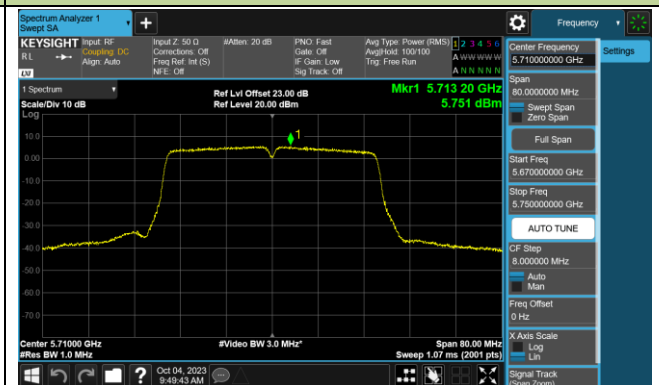 Spectrum Analyzer 1
Swept SA
Frequency
KEYSIGHT
RL
Input: RF
Coupling: DC
Align: Auto
Input Z: 50 Ω
Corrections: Off
Freq Ref: Int (S)
NFE: Off
#Atten: 20 dB
PNO: Fast
Gate: Off
IF Gain: Low
Sig Track: Off
Avg Type: Power (RMS)
Avg|Hold: 100/100
Trig: Free Run
1 2 3 4 5 6
A W W W W W
A N N N N N
1 Spectrum
Scale/Div 10 dB
Log
Ref Lvl Offset 23.00 dB
Ref Level 20.00 dBm
Mkr1 5.713 20 GHz
5.751 dBm
1
10.0
0.00
-10.0
-20.0
-30.0
-40.0
-50.0
-60.0
-70.0
Center 5.71000 GHz
#Res BW 1.0 MHz
#Video BW 3.0 MHz*
Span 80.00 MHz
Sweep 1.07 ms (2001 pts)
Oct 04, 2023
9:49:43 AM
Center Frequency
5.710000000 GHz
Settings
Span
80.0000000 MHz
Swept Span
Zero Span
Full Span
Start Freq
5.670000000 GHz
Stop Freq
5.750000000 GHz
AUTO TUNE
CF Step
8.000000 MHz
Auto
Man
Freq Offset
0 Hz
X Axis Scale
Log
Lin
Signal Track
(Span Zoom)